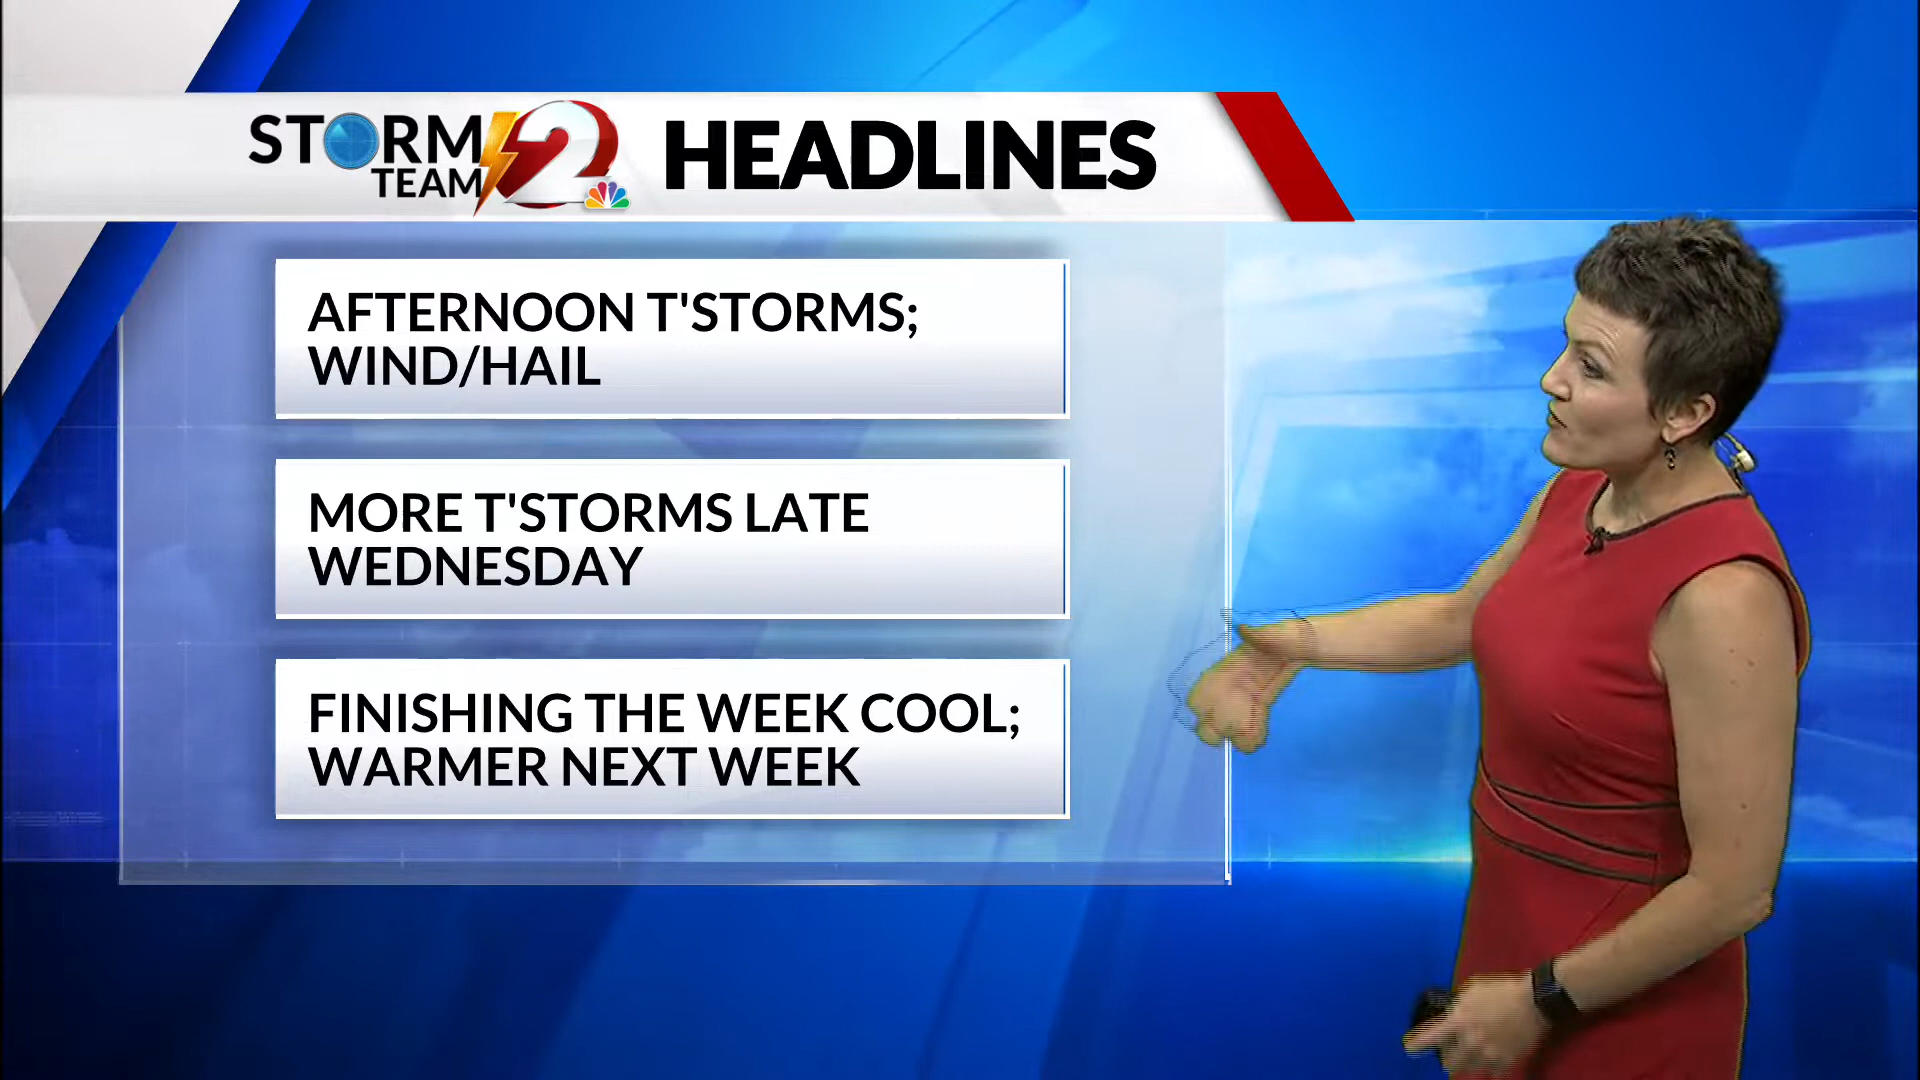 STORM
TEAM
2
HEADLINES
AFTERNOON T'STORMS;
WIND/HAIL
MORE T'STORMS LATE
WEDNESDAY
FINISHING THE WEEK COOL;
WARMER NEXT WEEK